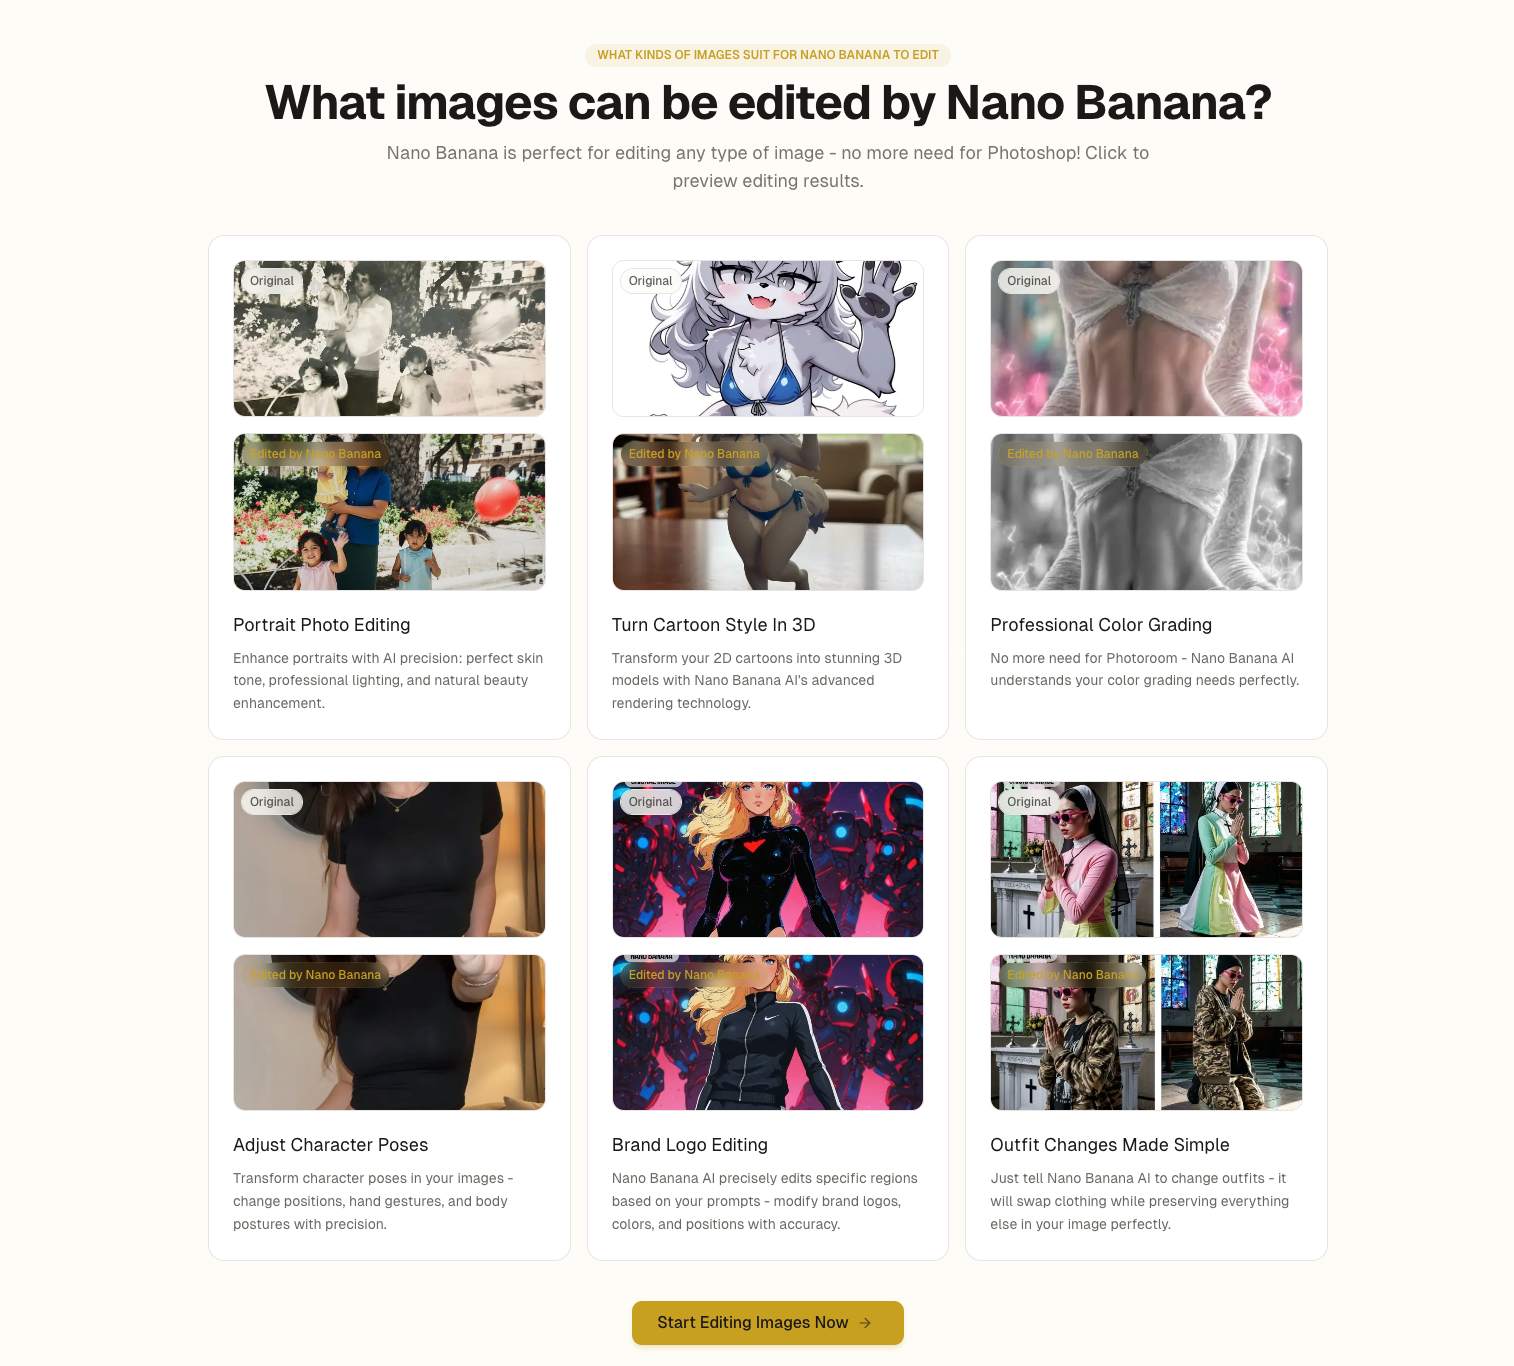 WHAT KINDS OF IMAGES SUIT FOR NANO BANANA TO EDIT
What images can be edited by Nano Banana?
Nano Banana is perfect for editing any type of image - no more need for Photoshop! Click to
preview editing results.
Original
Original
Original
Edited by Nano Banana
Edited by Nano Banana
Edited by Nano Banana
Portrait Photo Editing
Enhance portraits with AI precision: perfect skin
tone, professional lighting, and natural beauty
enhancement.
Turn Cartoon Style In 3D
Transform your 2D cartoons into stunning 3D
models with Nano Banana AI's advanced
rendering technology.
Professional Color Grading
No more need for Photoroom - Nano Banana AI
understands your color grading needs perfectly.
Original
Original
Original
Edited by Nano Banana
NANO BANANA
Edited by Nano Banana
NANO BANANA
Edited by Nano Banana
Adjust Character Poses
Transform character poses in your images -
change positions, hand gestures, and body
postures with precision.
Brand Logo Editing
Nano Banana AI precisely edits specific regions
based on your prompts - modify brand logos,
colors, and positions with accuracy.
Outfit Changes Made Simple
Just tell Nano Banana AI to change outfits - it
will swap clothing while preserving everything
else in your image perfectly.
Start Editing Images Now